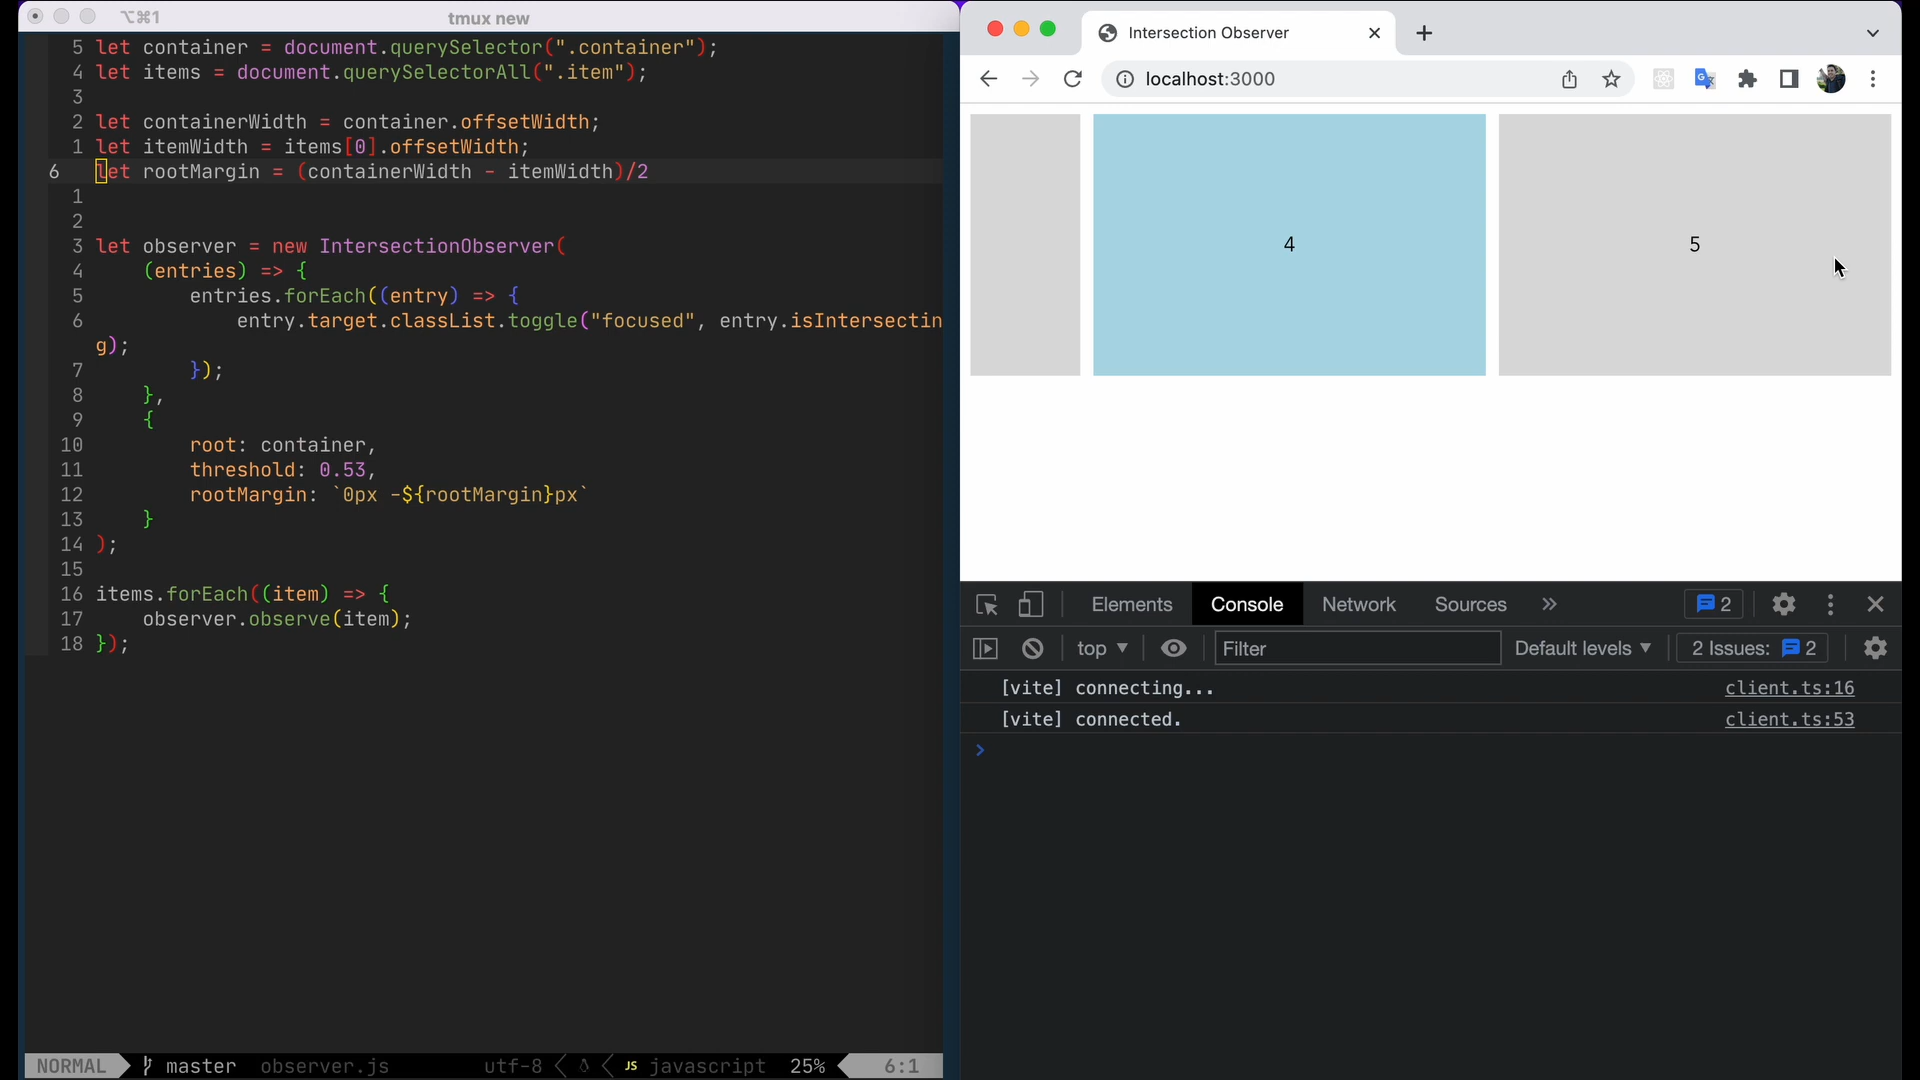 ⌥⌘1 tmux new
5 let container = document.querySelector(".container");
4 let items = document.querySelectorAll(".item");
3
2 let containerWidth = container.offsetWidth;
1 let itemWidth = items[0].offsetWidth;
6 let rootMargin = (containerWidth - itemWidth)/2
1
2
3 let observer = new IntersectionObserver(
4 (entries) => {
5 entries.forEach((entry) => {
6 entry.target.classList.toggle("focused", entry.isIntersectin
g);
7 });
8 },
9 {
10 root: container,
11 threshold: 0.53,
12 rootMargin: `0px -${rootMargin}px`
13 }
14 );
15
16 items.forEach((item) => {
17 observer.observe(item);
18 });
NORMAL master observer.js utf-8 JS javascript 25% 6:1
Intersection Observer
localhost:3000
4
5
Elements Console Network Sources » 2
top Filter Default levels 2 Issues: 2
[vite] connecting... client.ts:16
[vite] connected. client.ts:53
>